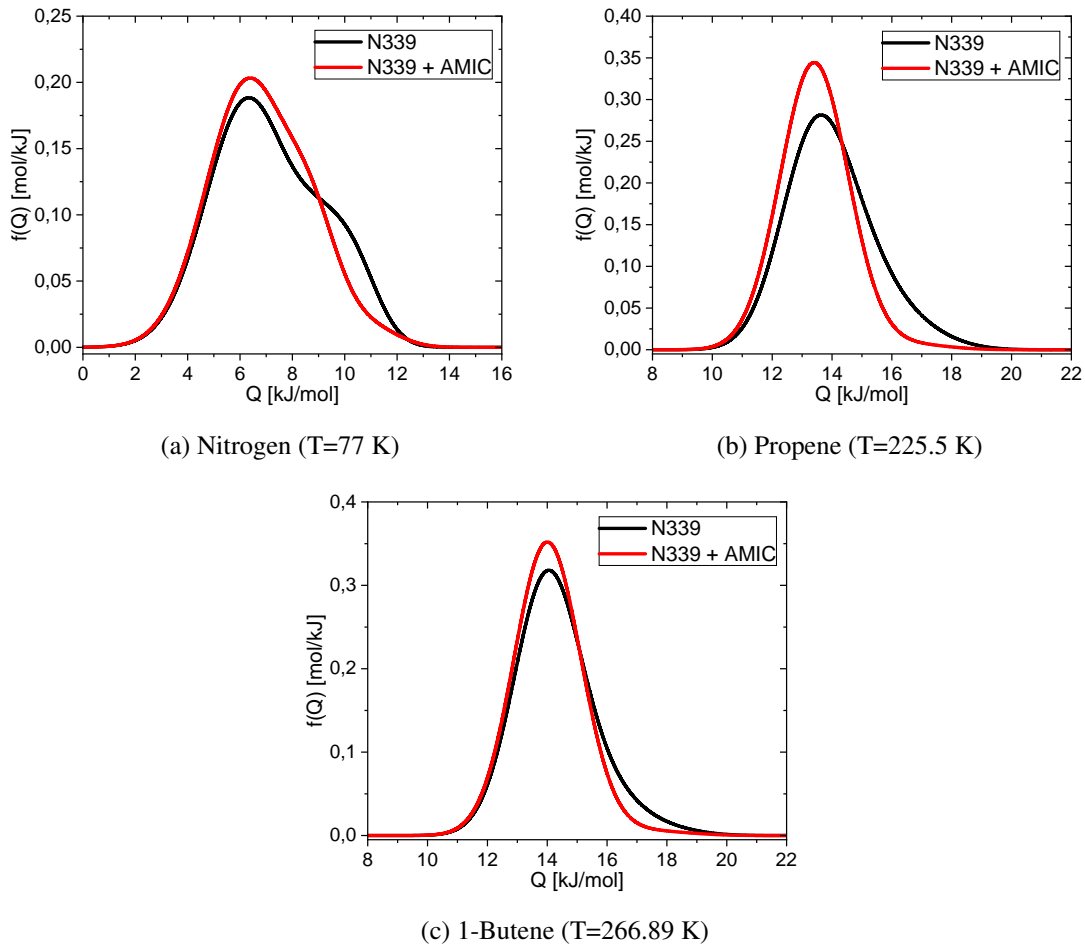 0,25
0,20
0,15
0,10
0,05
0,00
f(Q) [mol/kJ]
N339
N339 + AMIC
0 2 4 6 8 10 12 14 16
Q [kJ/mol]
(a) Nitrogen (T=77 K)
0,40
0,35
0,30
0,25
0,20
0,15
0,10
0,05
0,00
f(Q) [mol/kJ]
N339
N339 + AMIC
8 10 12 14 16 18 20 22
Q [kJ/mol]
(b) Propene (T=225.5 K)
0,4
0,3
0,2
0,1
0,0
f(Q) [mol/kJ]
N339
N339 + AMIC
8 10 12 14 16 18 20 22
Q [kJ/mol]
(c) 1-Butene (T=266.89 K)